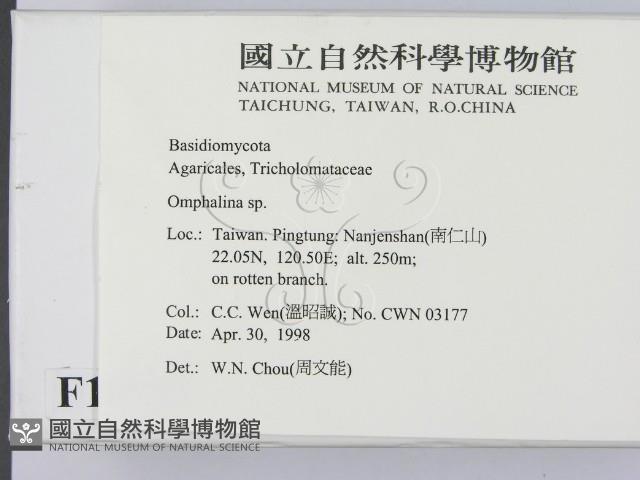 國立自然科學博物館
NATIONAL MUSEUM OF NATURAL SCIENCE
TAICHUNG, TAIWAN, R.O.CHINA
Basidiomycota
Agaricales, Tricholomataceae
Omphalina sp.
Loc.: Taiwan. Pingtung: Nanjenshan(南仁山)
22.05N, 120.50E; alt. 250m;
on rotten branch.
Col.: C.C. Wen(溫昭誠); No. CWN 03177
Date: Apr. 30, 1998
Det.: W.N. Chou(周文能)
F1
國立自然科學博物館
NATIONAL MUSEUM OF NATURAL SCIENCE